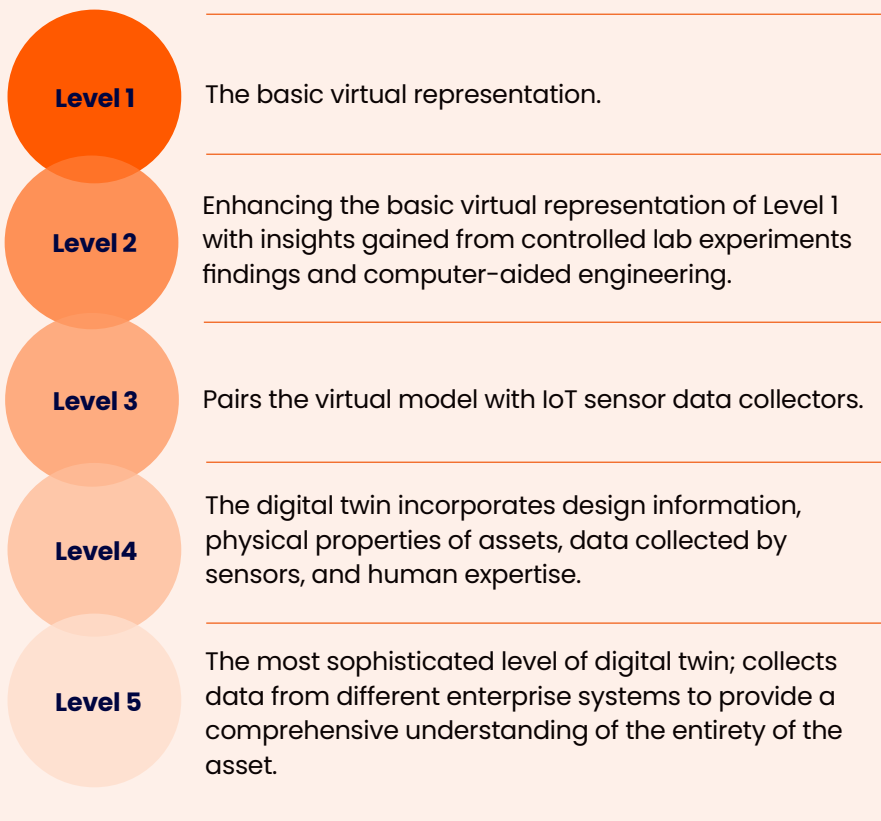 Level 1
The basic virtual representation.
Level 2
Enhancing the basic virtual representation of Level 1
with insights gained from controlled lab experiments
findings and computer-aided engineering.
Level 3
Pairs the virtual model with IoT sensor data collectors.
Level4
The digital twin incorporates design information,
physical properties of assets, data collected by
sensors, and human expertise.
Level 5
The most sophisticated level of digital twin; collects
data from different enterprise systems to provide a
comprehensive understanding of the entirety of the
asset.